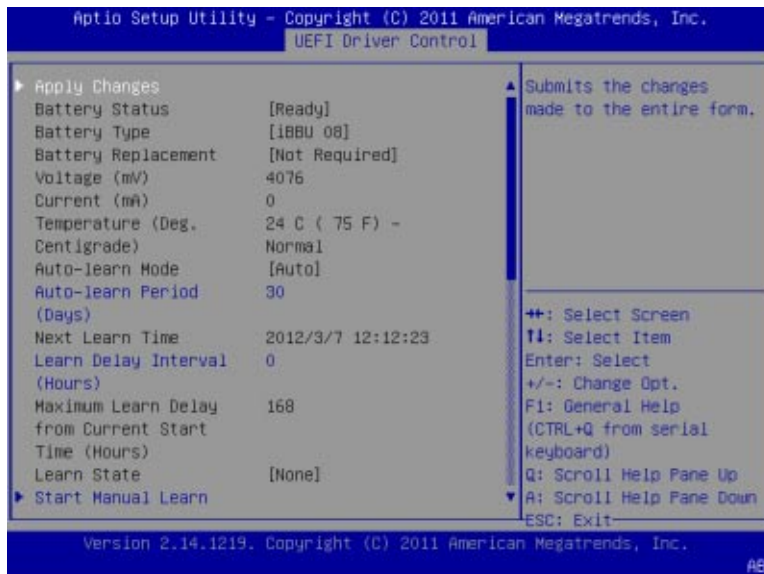 Aptio Setup Utility – Copyright (C) 2011 American Megatrends, Inc.
UEFI Driver Control
Apply Changes
Battery Status [Ready]
Battery Type [iBBU 08]
Battery Replacement [Not Required]
Voltage (mV) 4076
Current (mA) 0
Temperature (Deg. 24 C ( 75 F) –
Centigrade) Normal
Auto-learn Mode [Auto]
Auto-learn Period 30
(Days)
Next Learn Time 2012/3/7 12:12:23
Learn Delay Interval 0
(Hours)
Maximum Learn Delay 168
from Current Start
Time (Hours)
Learn State [None]
Start Manual Learn
Submits the changes
made to the entire form.
→←: Select Screen
↑↓: Select Item
Enter: Select
+/-: Change Opt.
F1: General Help
(CTRL+Q from serial
keyboard)
Q: Scroll Help Pane Up
A: Scroll Help Pane Down
ESC: Exit
Version 2.14.1219. Copyright (C) 2011 American Megatrends, Inc.
AB